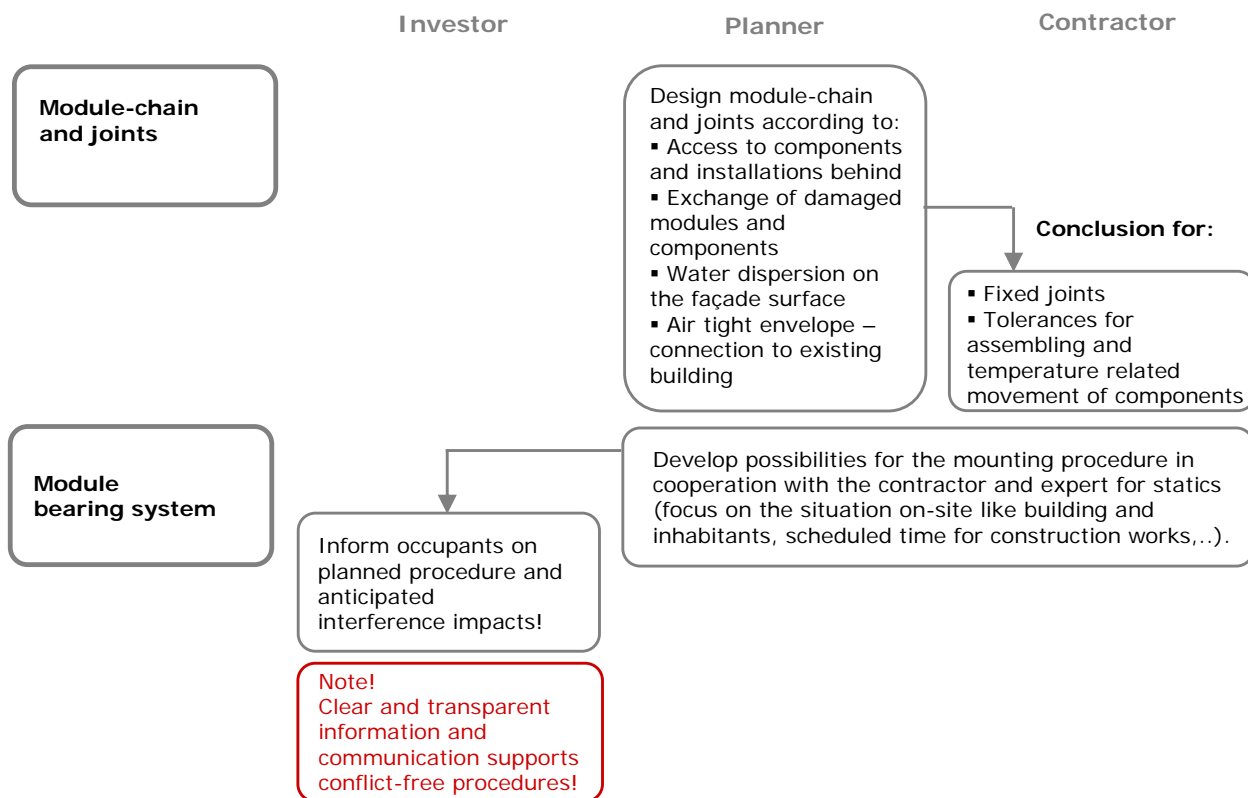 Investor
Planner
Contractor
Module-chain
and joints
Design module-chain
and joints according to:
▪ Access to components
and installations behind
▪ Exchange of damaged
modules and
components
▪ Water dispersion on
the façade surface
▪ Air tight envelope –
connection to existing
building
Conclusion for:
▪ Fixed joints
▪ Tolerances for
assembling and
temperature related
movement of components
Module
bearing system
Develop possibilities for the mounting procedure in
cooperation with the contractor and expert for statics
(focus on the situation on-site like building and
inhabitants, scheduled time for construction works,..).
Inform occupants on
planned procedure and
anticipated
interference impacts!
Note!
Clear and transparent
information and
communication supports
conflict-free procedures!